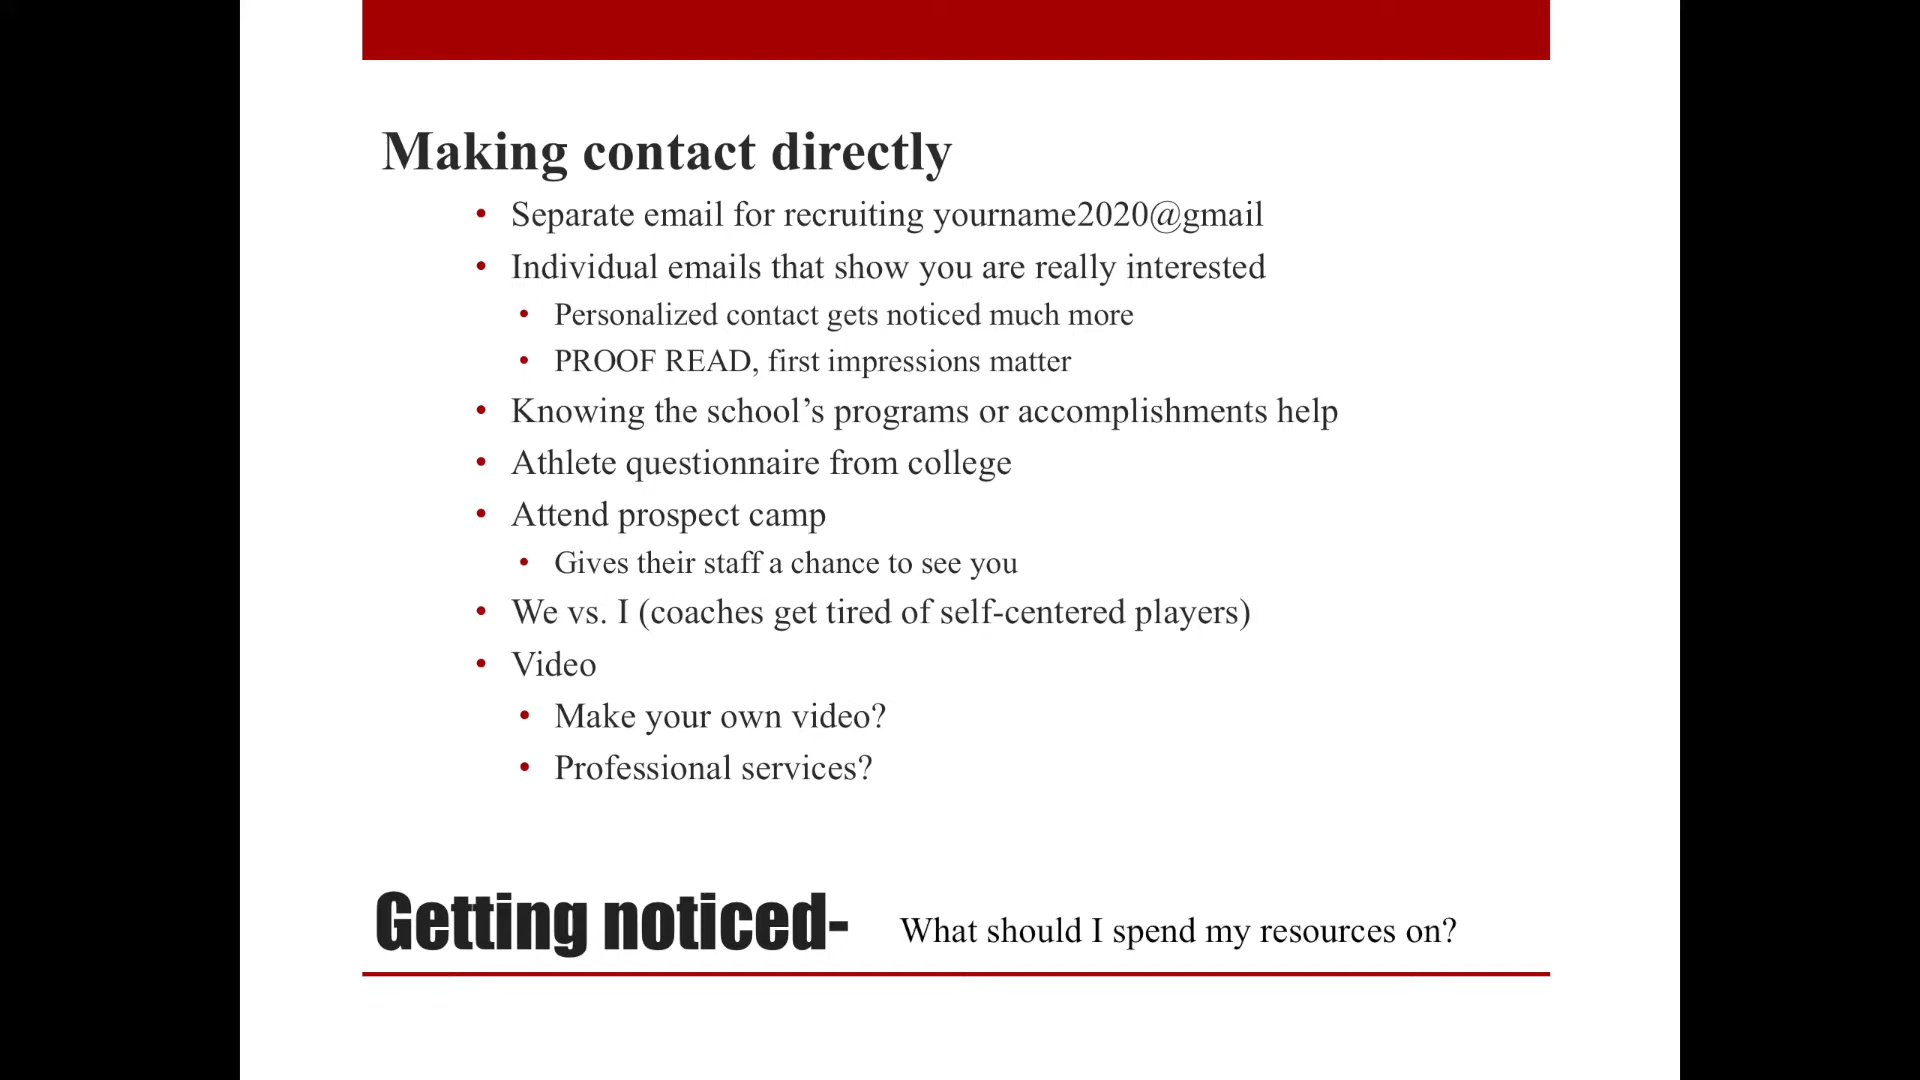 Making contact directly
• Separate email for recruiting yourname2020@gmail
• Individual emails that show you are really interested
• Personalized contact gets noticed much more
• PROOF READ, first impressions matter
• Knowing the school’s programs or accomplishments help
• Athlete questionnaire from college
• Attend prospect camp
• Gives their staff a chance to see you
• We vs. I (coaches get tired of self-centered players)
• Video
• Make your own video?
• Professional services?
Getting noticed- What should I spend my resources on?